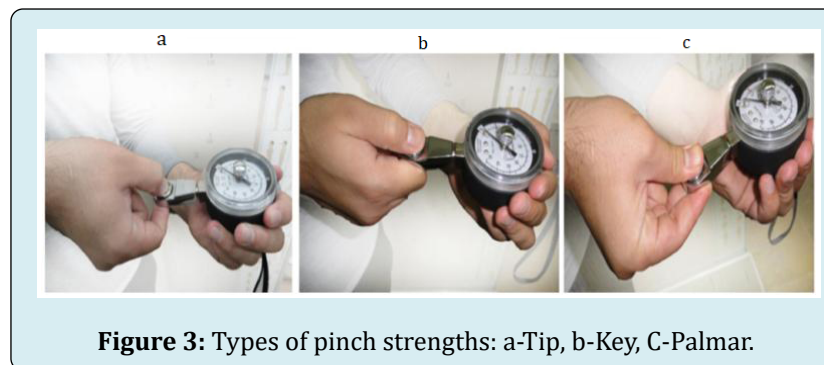 a b c
Figure 3: Types of pinch strengths: a-Tip, b-Key, C-Palmar.